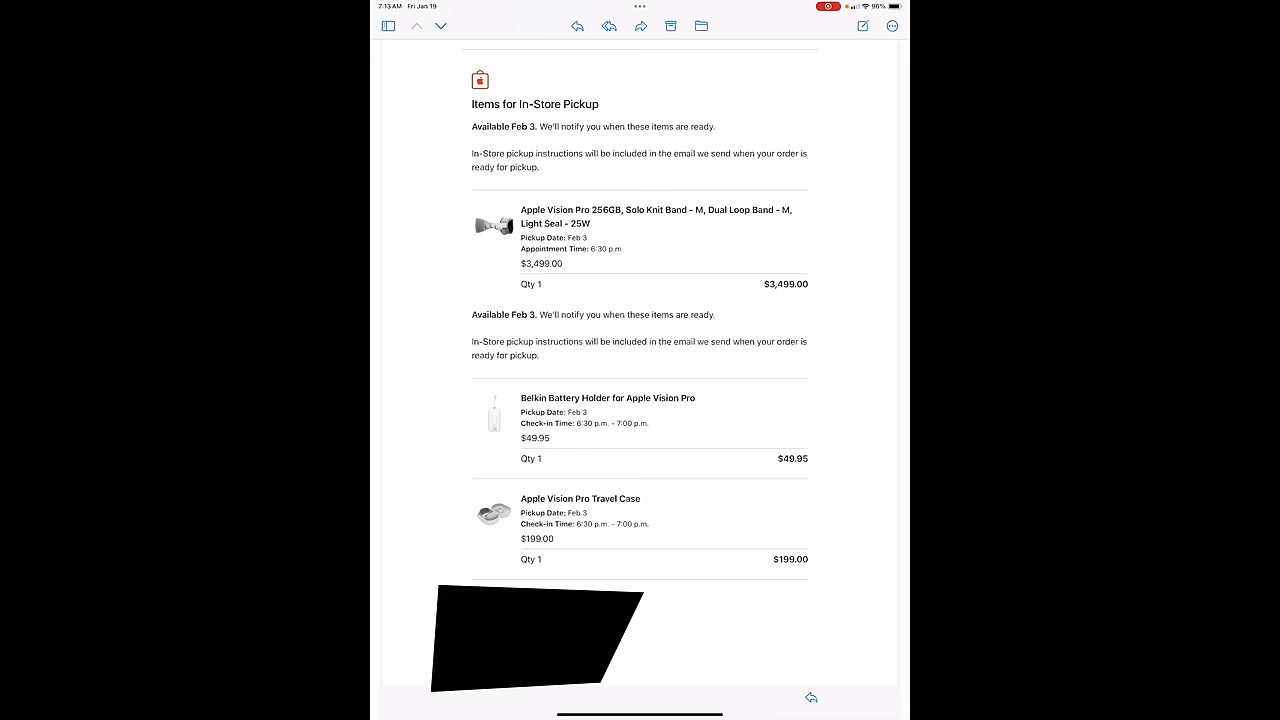 7:13 AM Fri Jan 19
96%
Items for In-Store Pickup
Available Feb 3. We'll notify you when these items are ready.
In-Store pickup instructions will be included in the email we send when your order is
ready for pickup.
Apple Vision Pro 256GB, Solo Knit Band - M, Dual Loop Band - M,
Light Seal - 25W
Pickup Date: Feb 3
Appointment Time: 6:30 p.m.
$3,499.00
Qty 1 $3,499.00
Available Feb 3. We'll notify you when these items are ready.
In-Store pickup instructions will be included in the email we send when your order is
ready for pickup.
Belkin Battery Holder for Apple Vision Pro
Pickup Date: Feb 3
Check-in Time: 6:30 p.m. - 7:00 p.m.
$49.95
Qty 1 $49.95
Apple Vision Pro Travel Case
Pickup Date: Feb 3
Check-in Time: 6:30 p.m. - 7:00 p.m.
$199.00
Qty 1 $199.00